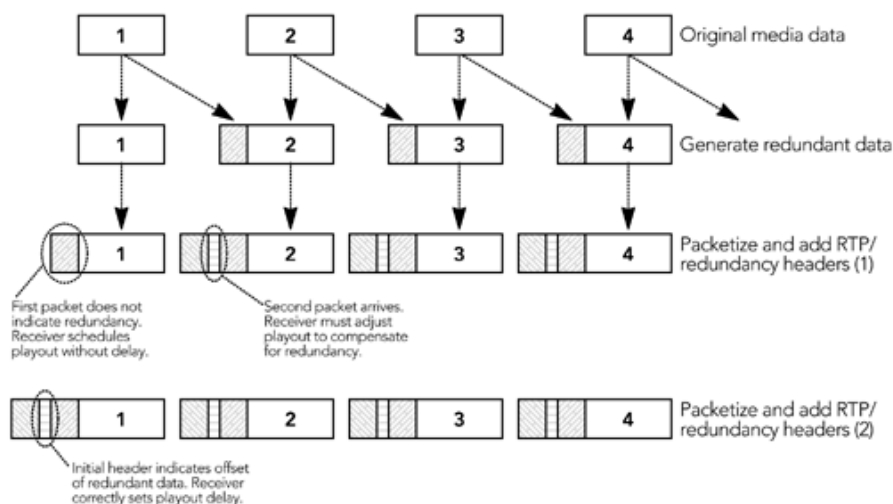 1 2 3 4 Original media data
1 2 3 4 Generate redundant data
1 2 3 4 Packetize and add RTP/
redundancy headers (1)
First packet does not
indicate redundancy.
Receiver schedules
playout without delay.
Second packet arrives.
Receiver must adjust
playout to compensate
for redundancy.
1 2 3 4 Packetize and add RTP/
redundancy headers (2)
Initial header indicates offset
of redundant data. Receiver
correctly sets playout delay.